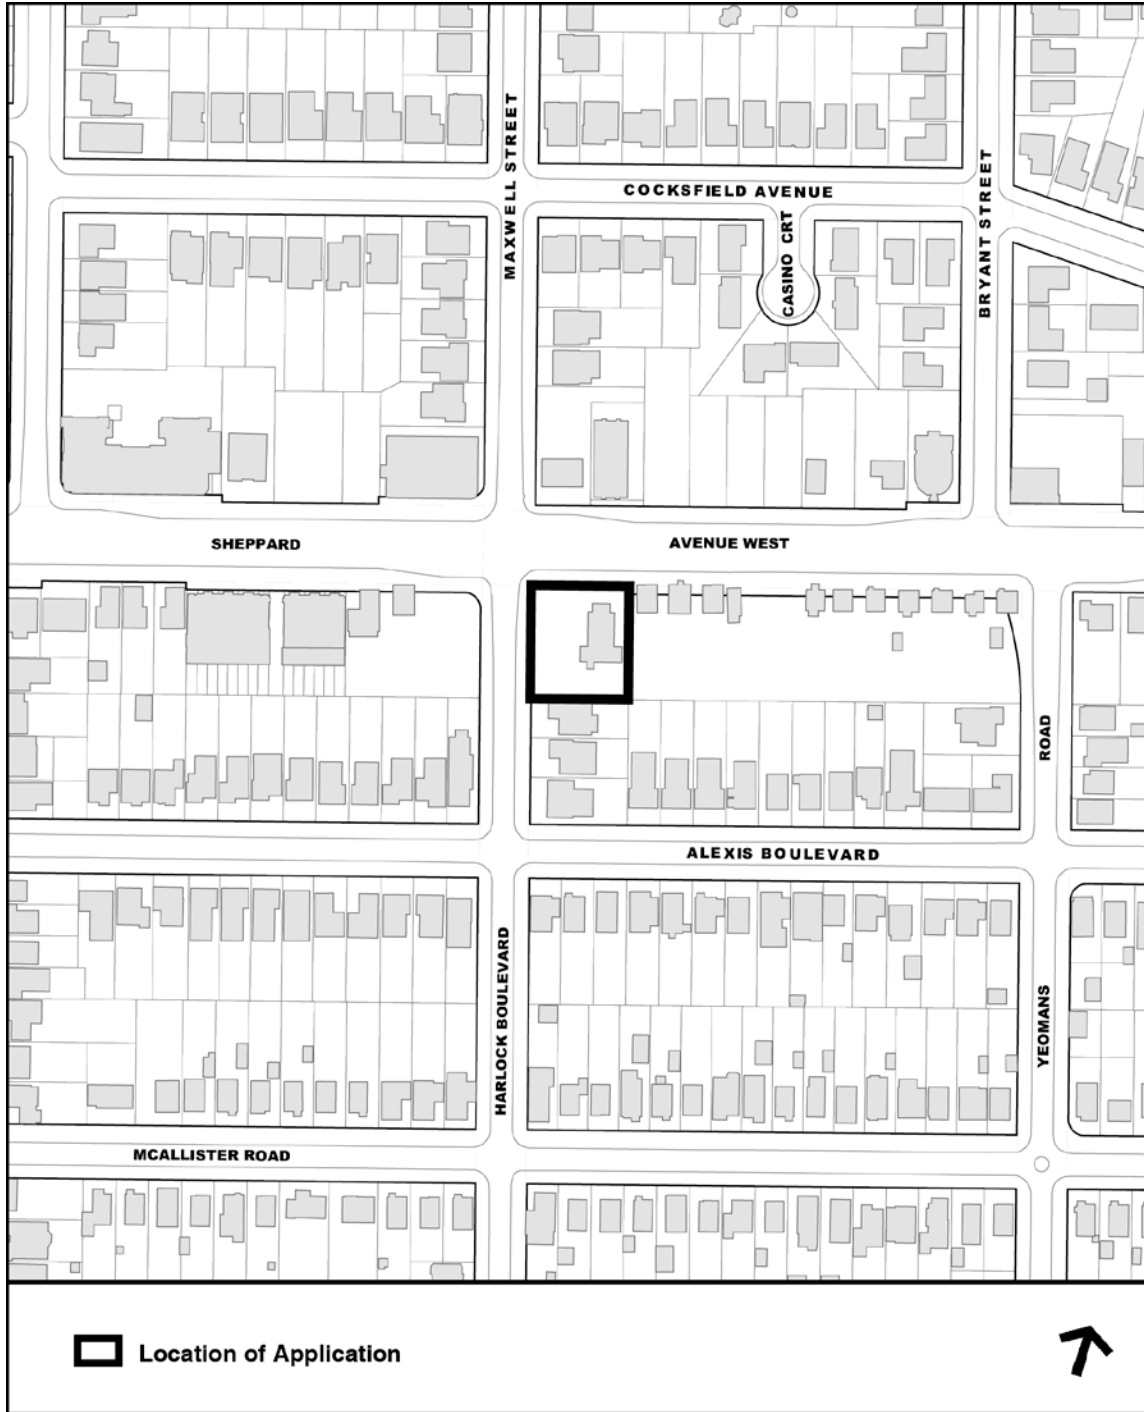 MAXWELL STREET
COCKSFIELD AVENUE
CASINO CRT
BRYANT STREET
SHEPPARD
AVENUE WEST
ROAD
ALEXIS BOULEVARD
HARLOCK BOULEVARD
YEOMANS
MCALLISTER ROAD
Location of Application